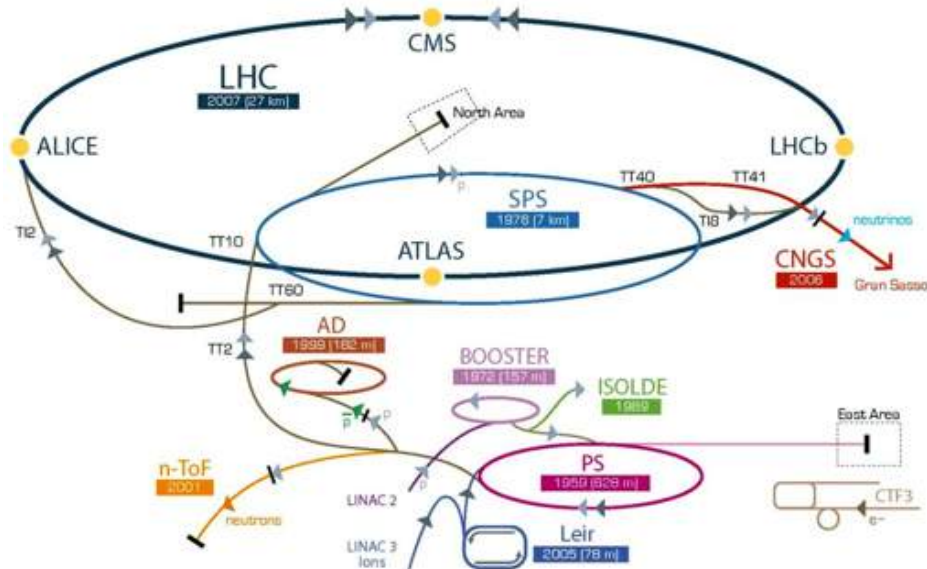 CMS
LHC
2007 (27 km)
North Area
ALICE
LHCb
TT40
TT41
p
SPS
1976 (7 km)
TI8
neutrinos
TI2
TT10
ATLAS
CNGS
2006
Gran Sasso
TT60
AD
1999 (182 m)
TT2
BOOSTER
1972 (157 m)
ISOLDE
1989
East Area
p
p
n-ToF
2001
PS
1959 (628 m)
LINAC 2
p
CTF3
e-
neutrons
LINAC 3
Ions
Leir
2005 (78 m)